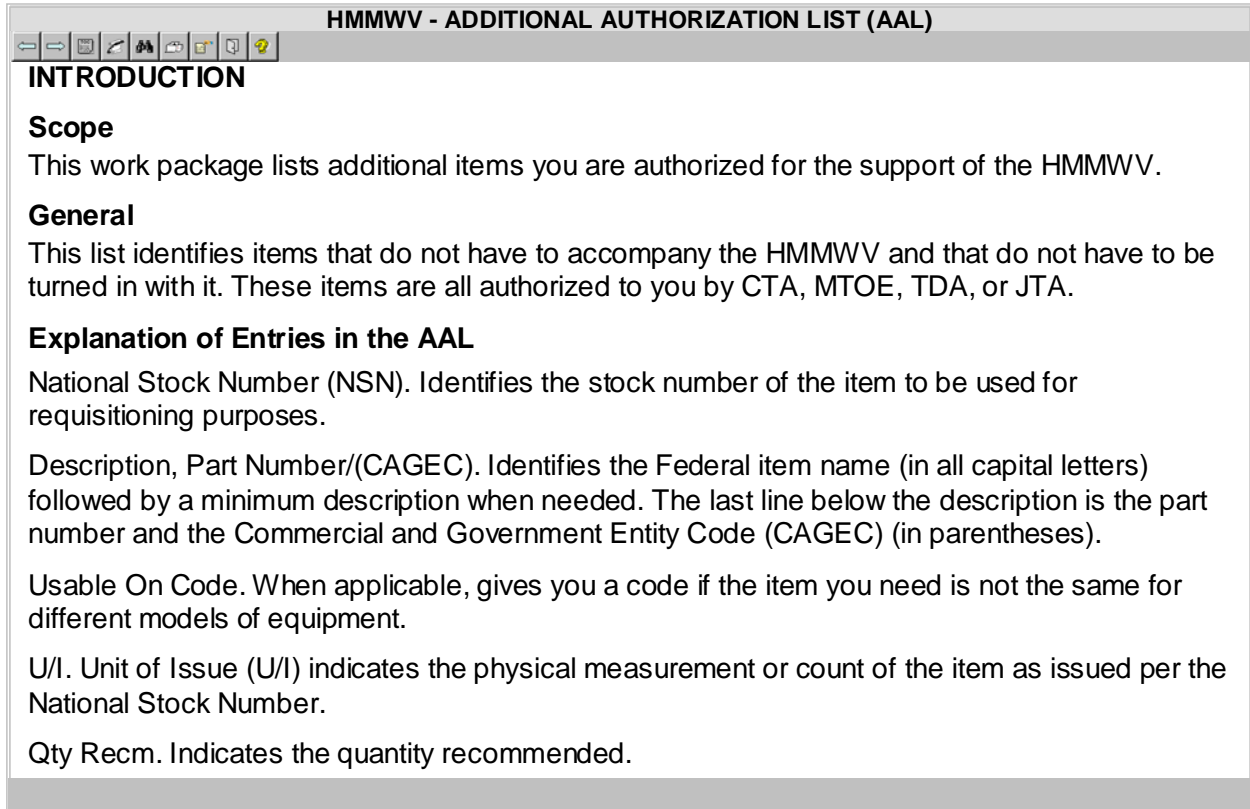 HMMWV - ADDITIONAL AUTHORIZATION LIST (AAL)
INTRODUCTION
Scope
This work package lists additional items you are authorized for the support of the HMMWV.
General
This list identifies items that do not have to accompany the HMMWV and that do not have to be
turned in with it. These items are all authorized to you by CTA, MTOE, TDA, or JTA.
Explanation of Entries in the AAL
National Stock Number (NSN). Identifies the stock number of the item to be used for
requisitioning purposes.
Description, Part Number/(CAGEC). Identifies the Federal item name (in all capital letters)
followed by a minimum description when needed. The last line below the description is the part
number and the Commercial and Government Entity Code (CAGEC) (in parentheses).
Usable On Code. When applicable, gives you a code if the item you need is not the same for
different models of equipment.
U/I. Unit of Issue (U/I) indicates the physical measurement or count of the item as issued per the
National Stock Number.
Qty Recm. Indicates the quantity recommended.